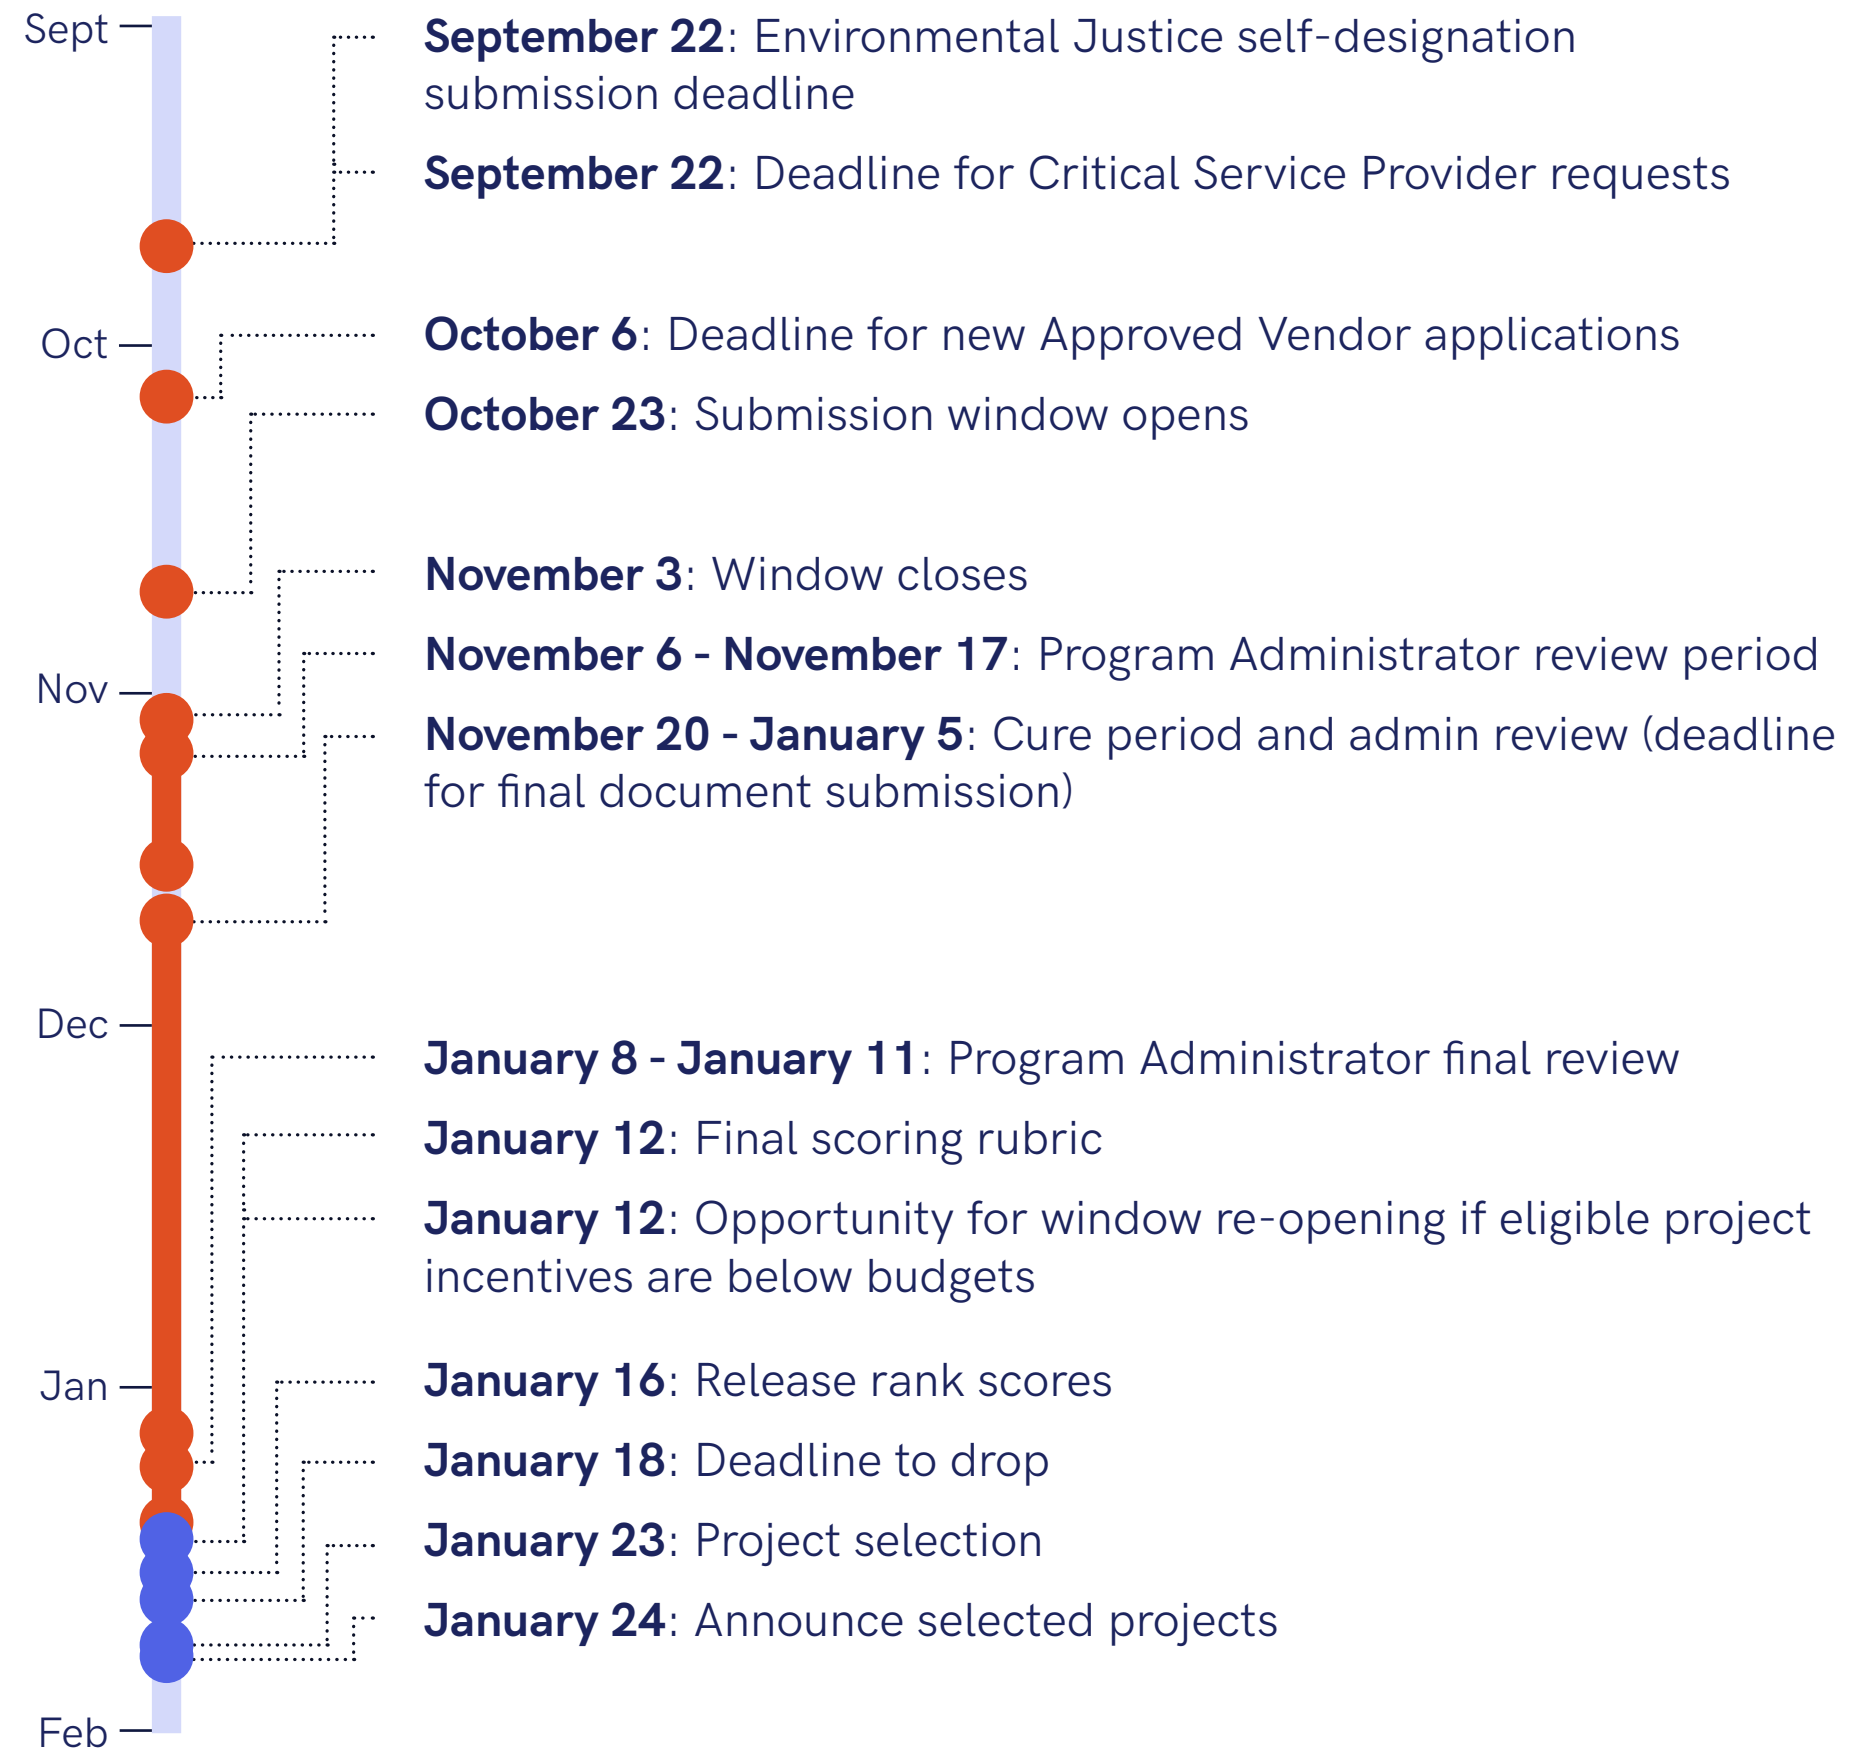 Sept
September 22: Environmental Justice self-designation
submission deadline
September 22: Deadline for Critical Service Provider requests
Oct
October 6: Deadline for new Approved Vendor applications
October 23: Submission window opens
November 3: Window closes
November 6 - November 17: Program Administrator review period
Nov
November 20 - January 5: Cure period and admin review (deadline
for final document submission)
Dec
January 8 - January 11: Program Administrator final review
January 12: Final scoring rubric
January 12: Opportunity for window re-opening if eligible project
incentives are below budgets
January 16: Release rank scores
Jan
January 18: Deadline to drop
January 23: Project selection
January 24: Announce selected projects
Feb